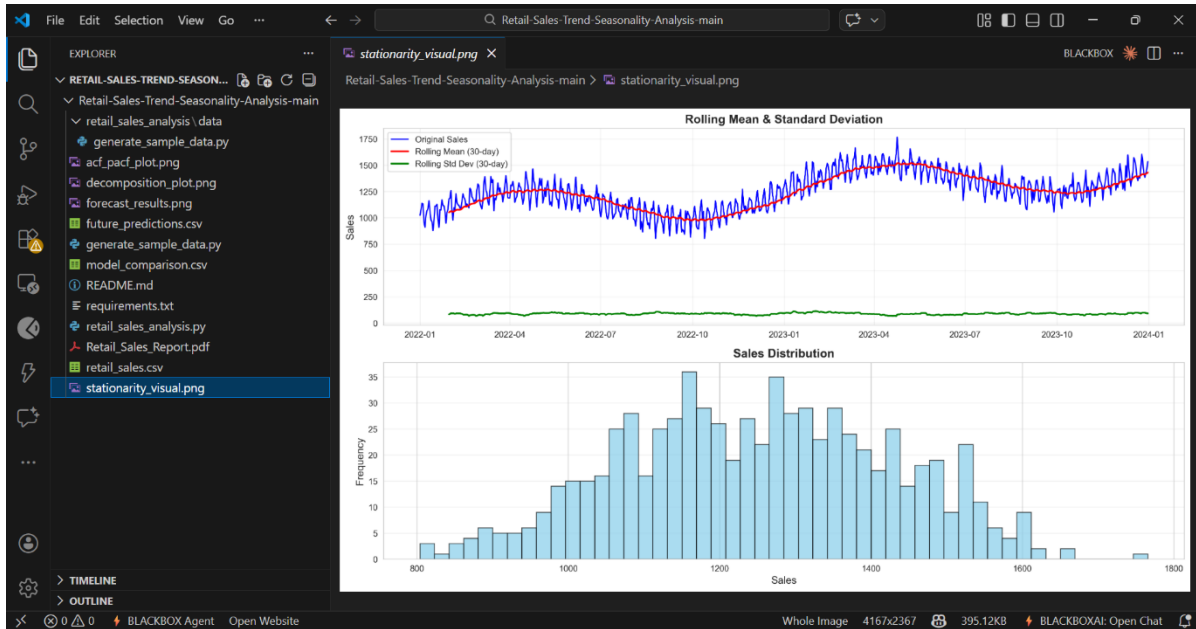 File Edit Selection View Go ···
Retail-Sales-Trend-Seasonality-Analysis-main
EXPLORER ···
RETAIL-SALES-TREND-SEASON...
Retail-Sales-Trend-Seasonality-Analysis-main
retail_sales_analysis \ data
generate_sample_data.py
acf_pacf_plot.png
decomposition_plot.png
forecast_results.png
future_predictions.csv
generate_sample_data.py
model_comparison.csv
README.md
requirements.txt
retail_sales_analysis.py
Retail_Sales_Report.pdf
retail_sales.csv
stationarity_visual.png
TIMELINE
OUTLINE
stationarity_visual.png
BLACKBOX ···
Retail-Sales-Trend-Seasonality-Analysis-main > stationarity_visual.png
Rolling Mean & Standard Deviation
Original Sales
Rolling Mean (30-day)
Rolling Std Dev (30-day)
Sales
1750
1500
1250
1000
750
500
250
0
2022-01 2022-04 2022-07 2022-10 2023-01 2023-04 2023-07 2023-10 2024-01
Sales Distribution
Frequency
35
30
25
20
15
10
5
0
800 1000 1200 1400 1600 1800
Sales
0 0 BLACKBOX Agent Open Website Whole Image 4167x2367 395.12KB BLACKBOXAI: Open Chat